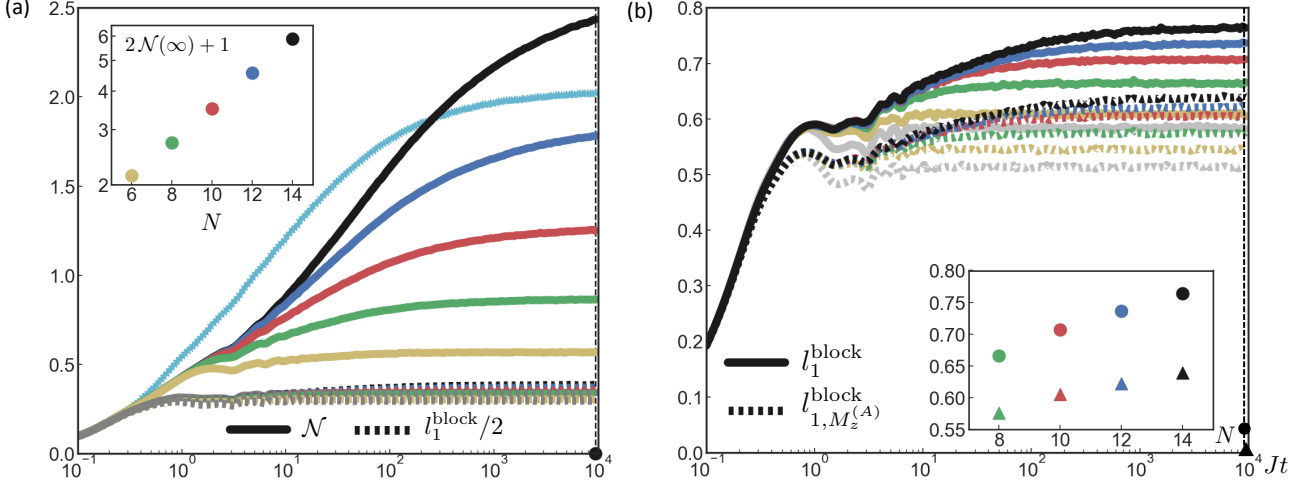 (a)
2.5
2.0
1.5
1.0
0.5
0.0
2𝒩(∞) + 1
6
5
4
3
2
6 8 10 12 14
N
𝒩
l₁^block/2
10⁻¹ 10⁰ 10¹ 10² 10³ 10⁴
(b)
0.8
0.7
0.6
0.5
0.4
0.3
0.2
0.1
0.0
l₁^block
l_{1,M_z^{(A)}}^block
0.80
0.75
0.70
0.65
0.60
0.55
8 10 12 14
N
10⁻¹ 10⁰ 10¹ 10² 10³ 10⁴
Jt